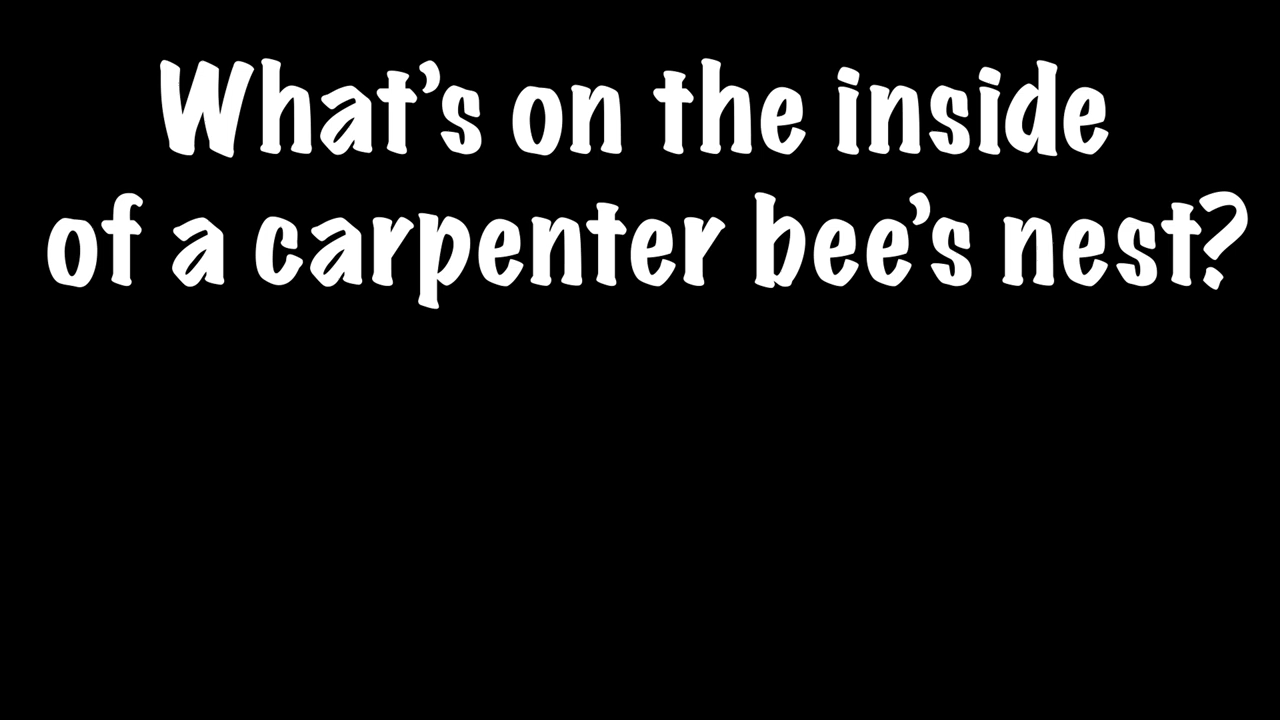 What’s on the inside
of a carpenter bee’s nest?